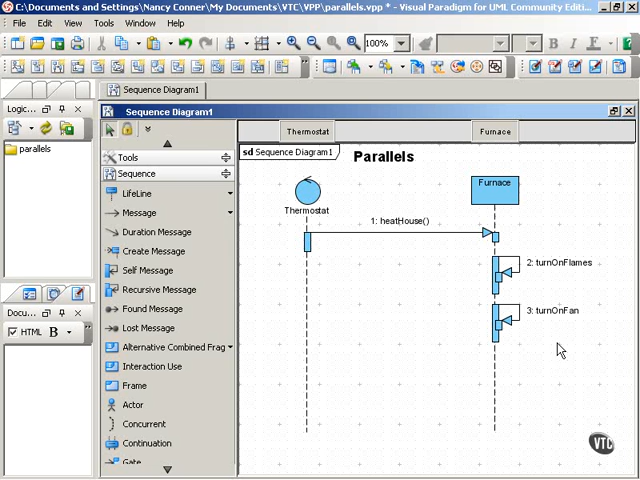 C:\Documents and Settings\Nancy Conner\My Documents\VTC\VPP\parallels.vpp * - Visual Paradigm for UML Community Editi...
File Edit View Tools Window Help
100%
B I
Sequence Diagram1
Logic...
parallels
Docu...
HTML B
Sequence Diagram1
Tools
Sequence
LifeLine
Message
Duration Message
Create Message
Self Message
Recursive Message
Found Message
Lost Message
Alternative Combined Frag
Interaction Use
Frame
Actor
Concurrent
Continuation
Gate
Thermostat
Furnace
sd Sequence Diagram1
Parallels
Furnace
Thermostat
1: heatHouse()
2: turnOnFlames
3: turnOnFan
VTC